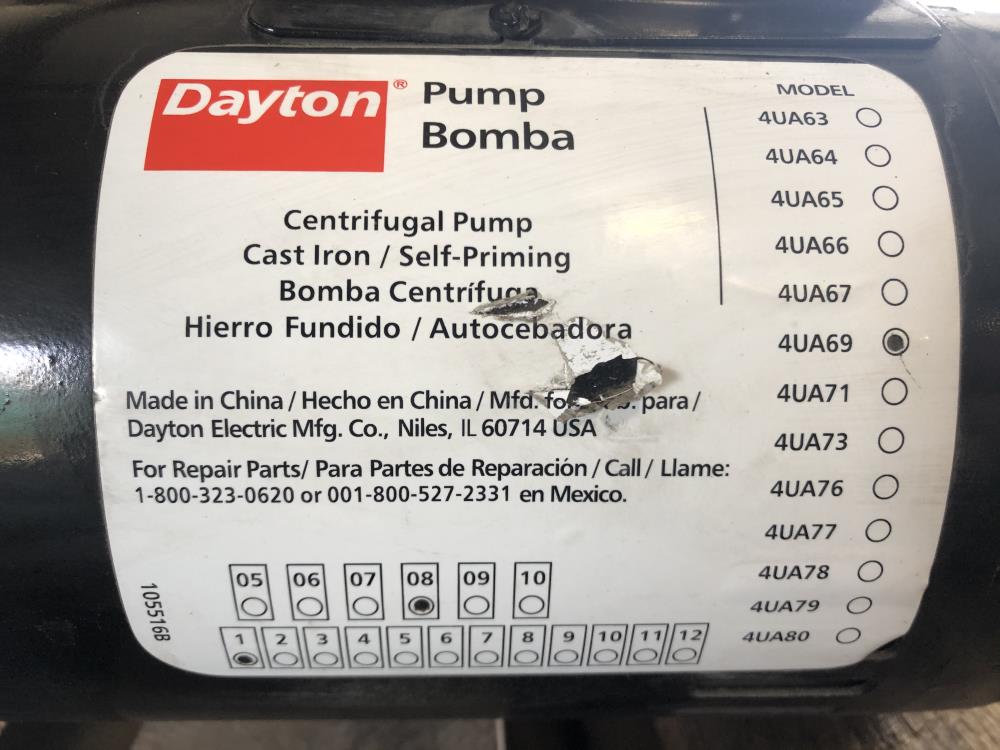 Dayton® Pump
Bomba
Centrifugal Pump
Cast Iron / Self-Priming
Bomba Centrífuga
Hierro Fundido / Autocebadora
Made in China / Hecho en China / Mfd. para /
Dayton Electric Mfg. Co., Niles, IL 60714 USA
For Repair Parts/ Para Partes de Reparación / Call / Llame:
1-800-323-0620 or 001-800-527-2331 en Mexico.
105516B
05 06 07 08 09 10
1 2 3 4 5 6 7 8 9 10 11 12
MODEL
4UA63
4UA64
4UA65
4UA66
4UA67
4UA69
4UA71
4UA73
4UA76
4UA77
4UA78
4UA79
4UA80